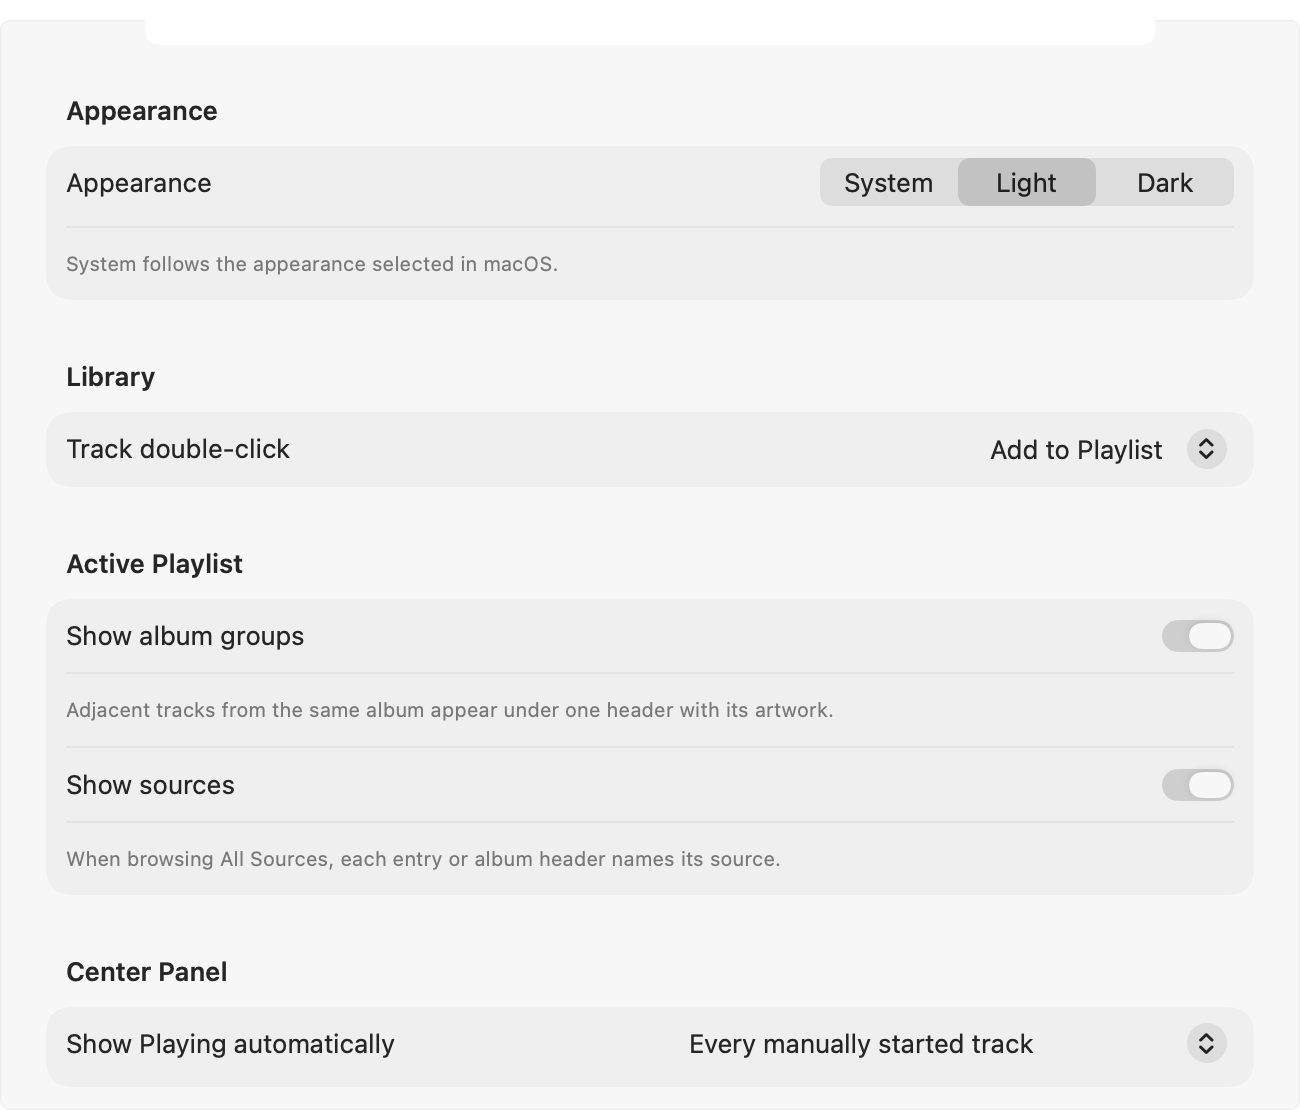 Appearance
Appearance
System Light Dark
System follows the appearance selected in macOS.
Library
Track double-click
Add to Playlist
Active Playlist
Show album groups
Adjacent tracks from the same album appear under one header with its artwork.
Show sources
When browsing All Sources, each entry or album header names its source.
Center Panel
Show Playing automatically
Every manually started track